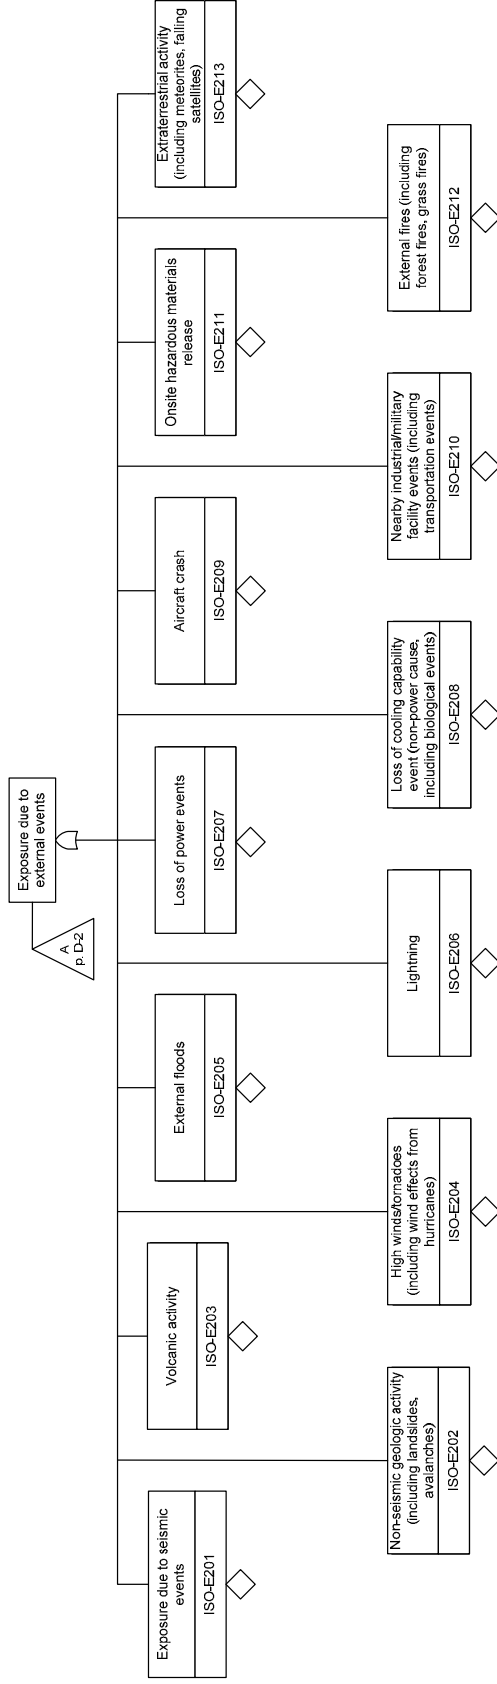 Exposure due to
external events
A
p. D-2
Exposure due to seismic
events
ISO-E201
Volcanic activity
ISO-E203
External floods
ISO-E205
Loss of power events
ISO-E207
Aircraft crash
ISO-E209
Onsite hazardous materials
release
ISO-E211
Extraterrestrial activity
(including meteorites, falling
satellites)
ISO-E213
Non-seismic geologic activity
(including landslides,
avalanches)
ISO-E202
High winds/tornadoes
(including wind effects from
hurricanes)
ISO-E204
Lightning
ISO-E206
Loss of cooling capability
event (non-power cause,
including biological events)
ISO-E208
Nearby industrial/military
facility events (including
transportation events)
ISO-E210
External fires (including
forest fires, grass fires)
ISO-E212